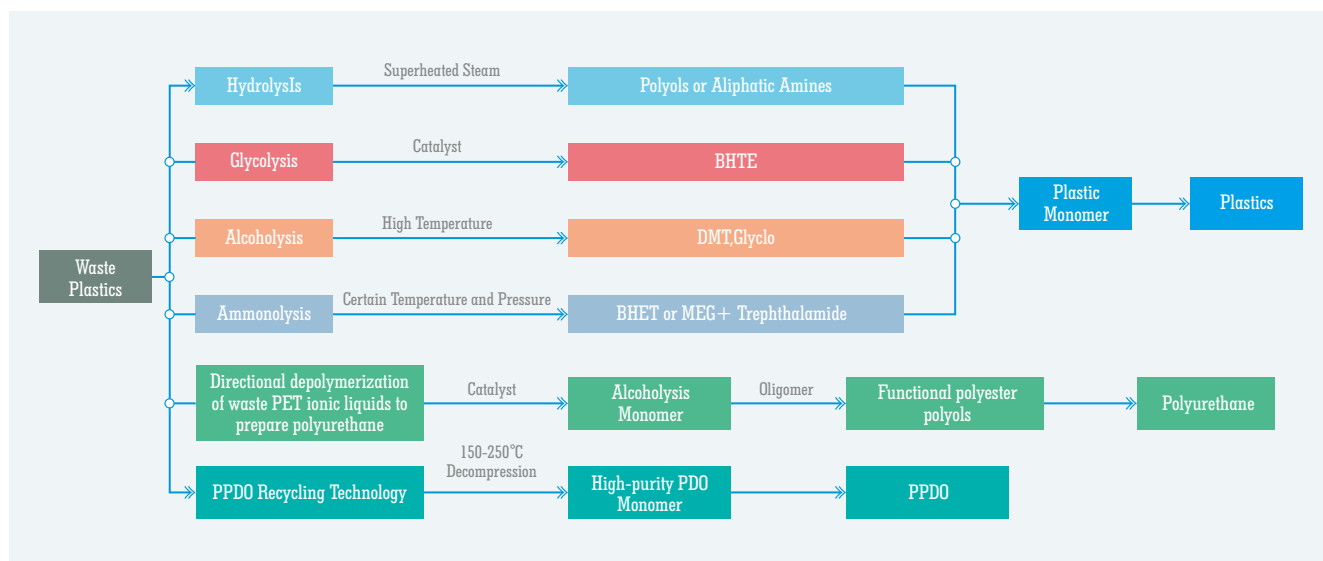 Waste
Plastics
HydrolysIs
Superheated Steam
Polyols or Aliphatic Amines
Glycolysis
Catalyst
BHTE
Alcoholysis
High Temperature
DMT,Glyclo
Ammonolysis
Certain Temperature and Pressure
BHET or MEG+ Trephthalamide
Plastic
Monomer
Plastics
Directional depolymerization
of waste PET ionic liquids to
prepare polyurethane
Catalyst
Alcoholysis
Monomer
Oligomer
Functional polyester
polyols
Polyurethane
PPDO Recycling Technology
150-250°C
Decompression
High-purity PDO
Monomer
PPDO